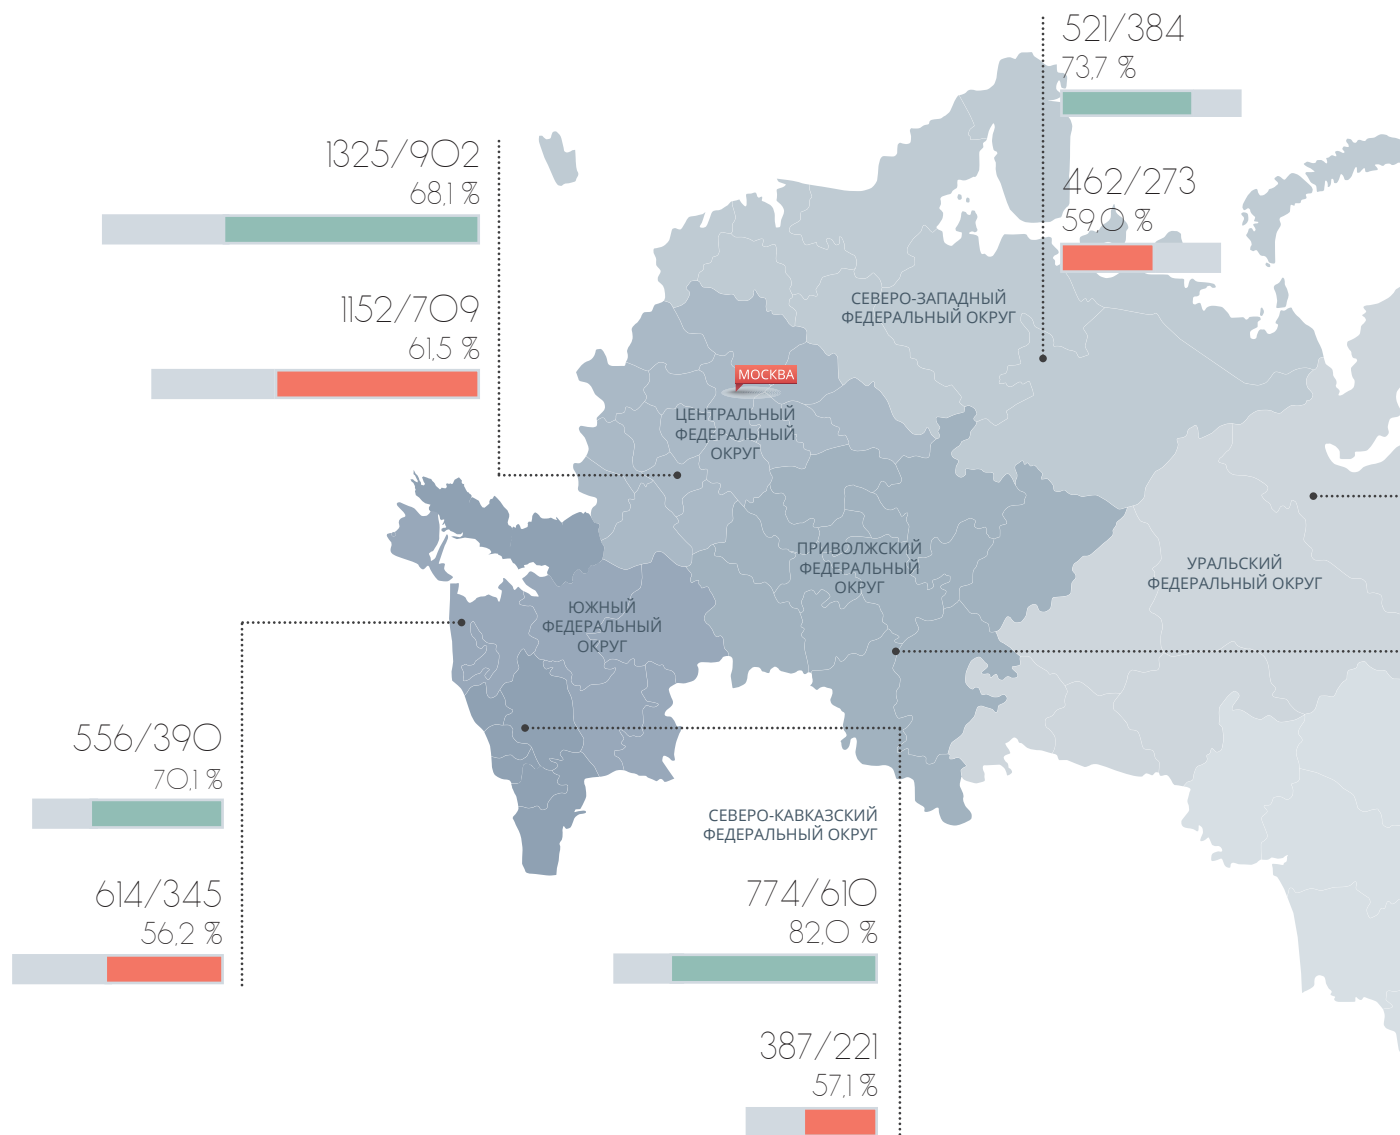 521/384
73,7 %
1325/902
68,1 %
462/273
59,0 %
1152/709
61,5 %
СЕВЕРО-ЗАПАДНЫЙ
ФЕДЕРАЛЬНЫЙ ОКРУГ
МОСКВА
ЦЕНТРАЛЬНЫЙ
ФЕДЕРАЛЬНЫЙ
ОКРУГ
ПРИВОЛЖСКИЙ
ФЕДЕРАЛЬНЫЙ
ОКРУГ
УРАЛЬСКИЙ
ФЕДЕРАЛЬНЫЙ ОКРУГ
ЮЖНЫЙ
ФЕДЕРАЛЬНЫЙ
ОКРУГ
556/390
70,1 %
614/345
56,2 %
СЕВЕРО-КАВКАЗСКИЙ
ФЕДЕРАЛЬНЫЙ ОКРУГ
774/610
82,0 %
387/221
57,1 %